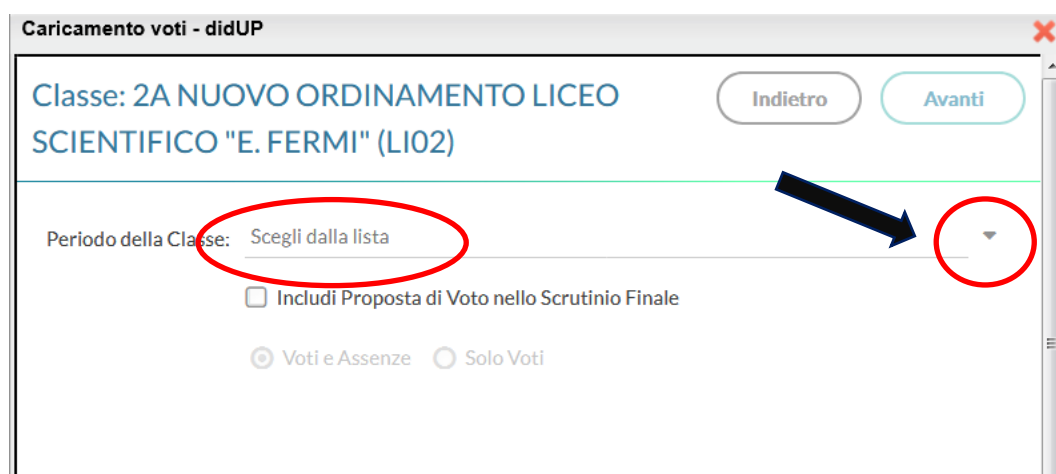 Caricamento voti - didUP
Classe: 2A NUOVO ORDINAMENTO LICEO
SCIENTIFICO "E. FERMI" (LI02)
Indietro
Avanti
Periodo della Classe: Scegli dalla lista
Includi Proposta di Voto nello Scrutinio Finale
Voti e Assenze Solo Voti